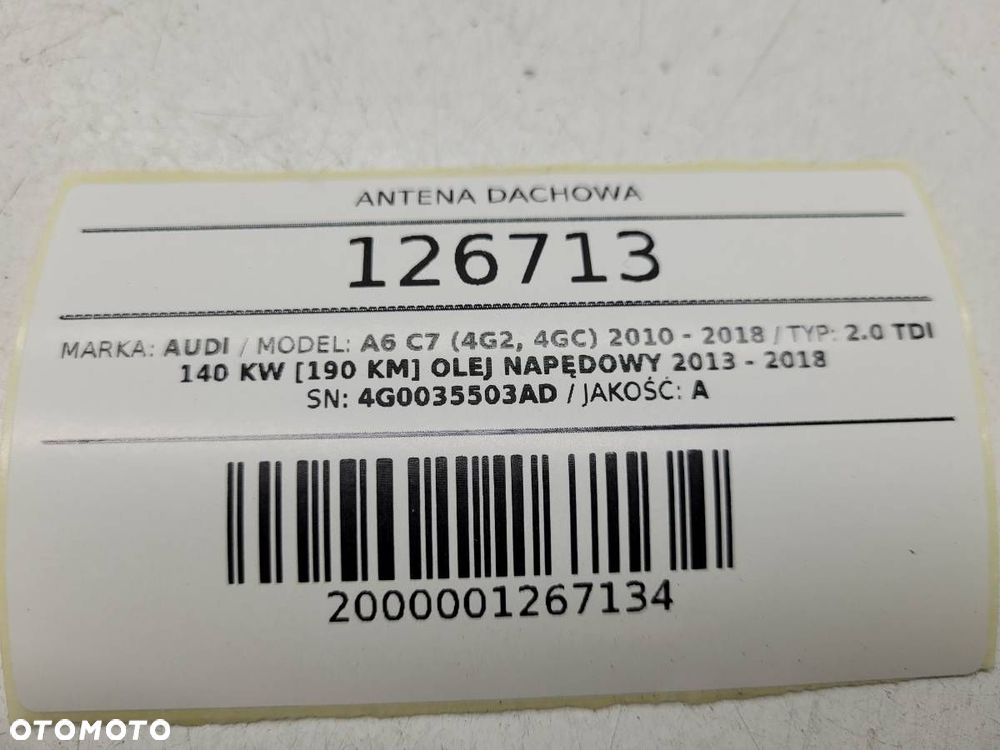 ANTENA DACHOWA
126713
MARKA: AUDI / MODEL: A6 C7 (4G2, 4GC) 2010 - 2018 / TYP: 2.0 TDI
140 KW [190 KM] OLEJ NAPĘDOWY 2013 - 2018
SN: 4G0035503AD / JAKOŚĆ: A
2000001267134
OTOMOTO